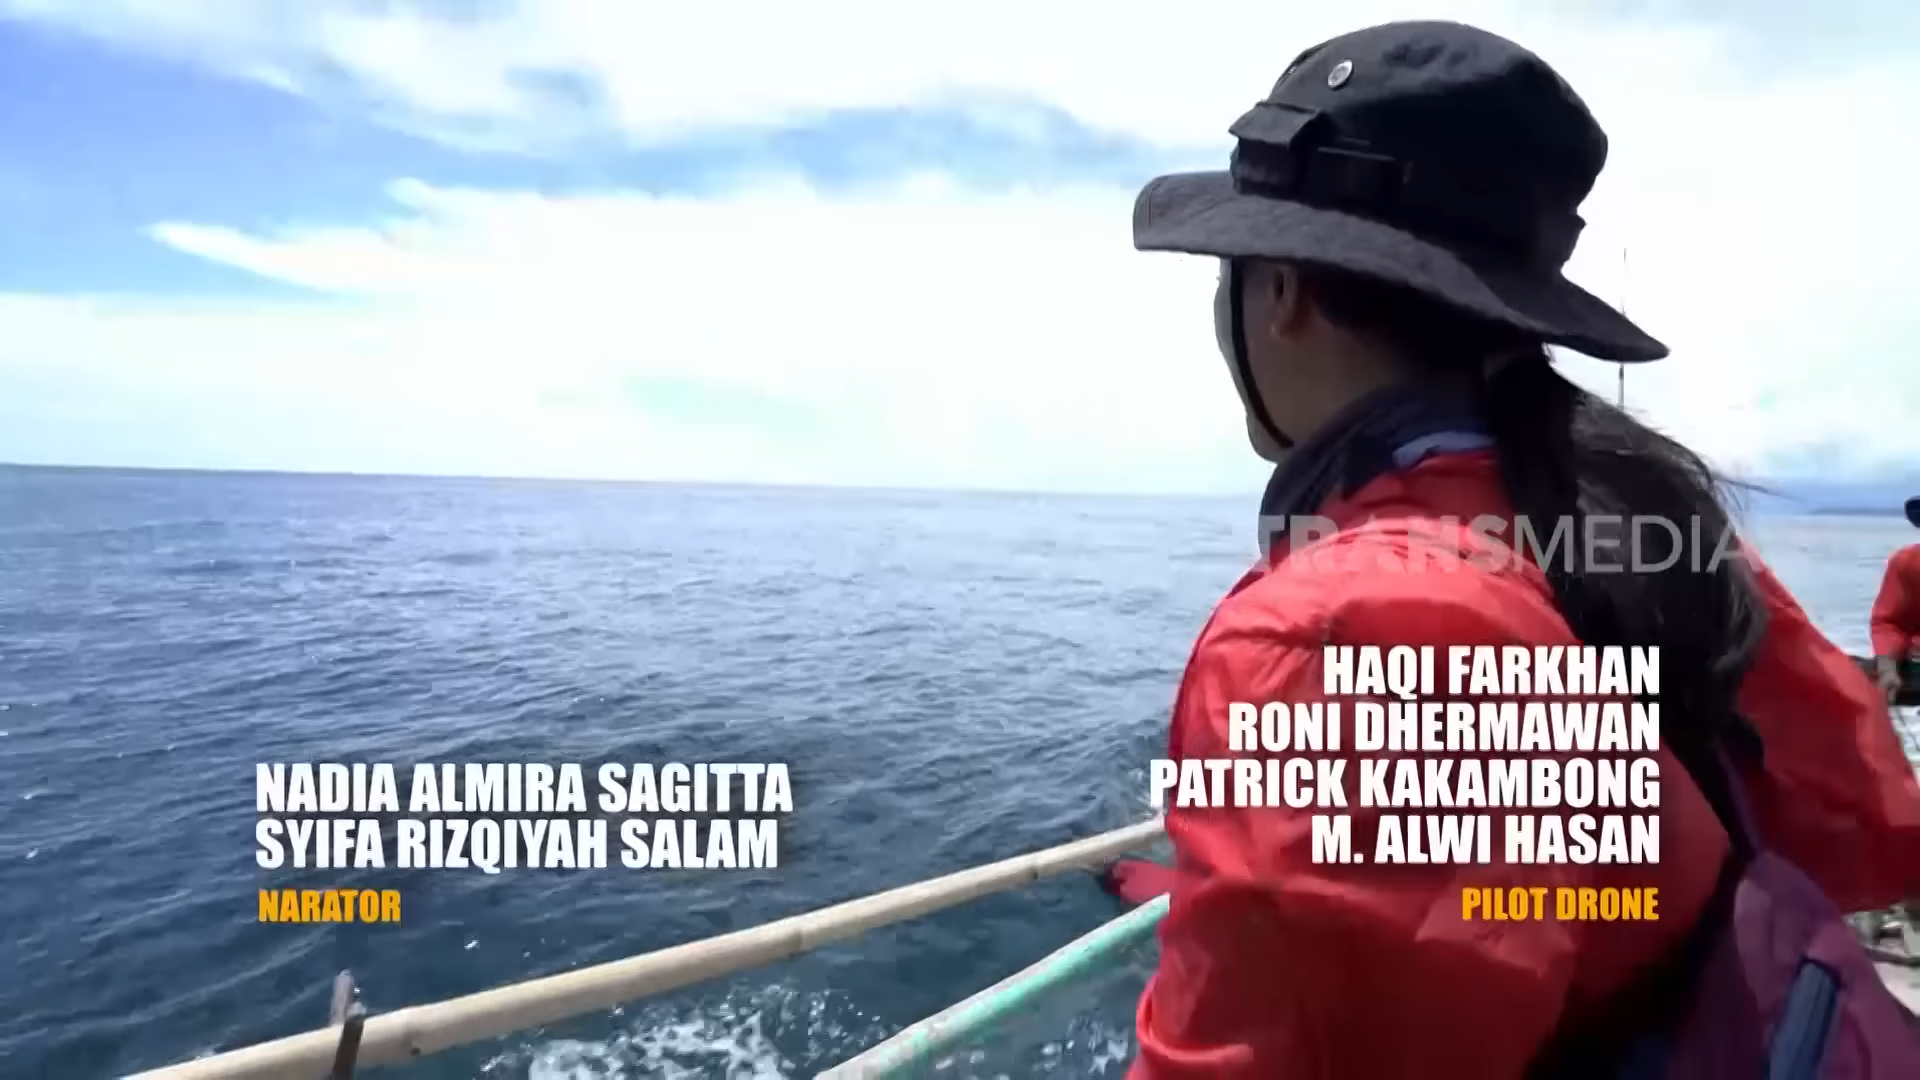 TRANSMEDIA
NADIA ALMIRA SAGITTA
SYIFA RIZQIYAH SALAM
NARATOR
HAQI FARKHAN
RONI DHERMAWAN
PATRICK KAKAMBONG
M. ALWI HASAN
PILOT DRONE